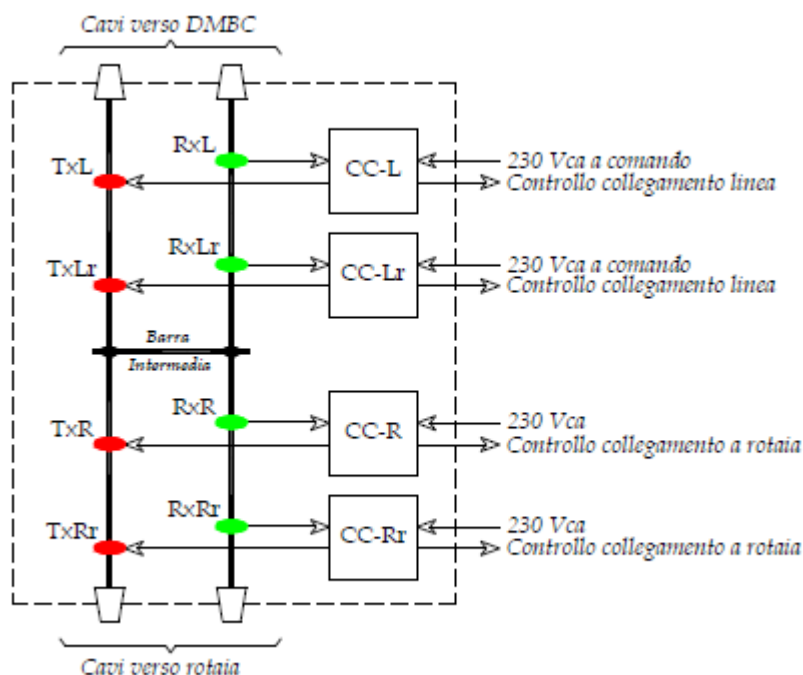 Cavi verso DMBC
RxL
TxL
CC-L
230 Vca a comando
Controllo collegamento linea
RxLr
TxLr
CC-Lr
230 Vca a comando
Controllo collegamento linea
Barra
Intermedia
RxR
TxR
CC-R
230 Vca
Controllo collegamento a rotaia
RxRr
TxRr
CC-Rr
230 Vca
Controllo collegamento a rotaia
Cavi verso rotaia